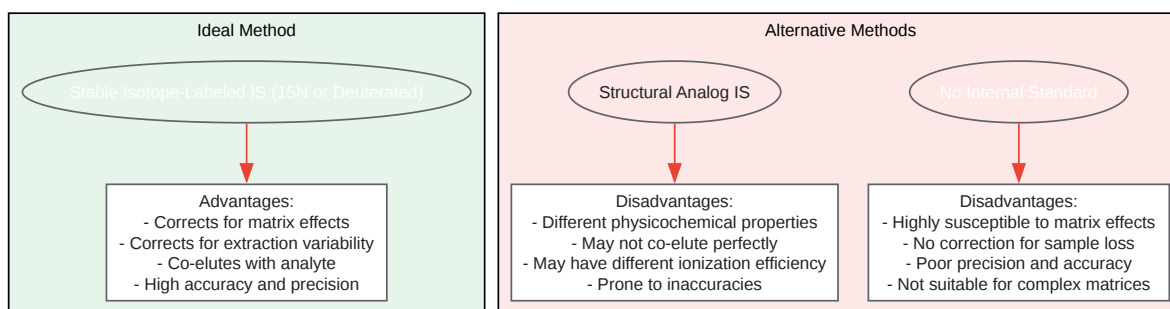 Ideal Method
Stable Isotope-Labeled IS (15N or Deuterated)
Advantages:
- Corrects for matrix effects
- Corrects for extraction variability
- Co-elutes with analyte
- High accuracy and precision
Alternative Methods
Structural Analog IS
Disadvantages:
- Different physicochemical properties
- May not co-elute perfectly
- May have different ionization efficiency
- Prone to inaccuracies
No Internal Standard
Disadvantages:
- Highly susceptible to matrix effects
- No correction for sample loss
- Poor precision and accuracy
- Not suitable for complex matrices